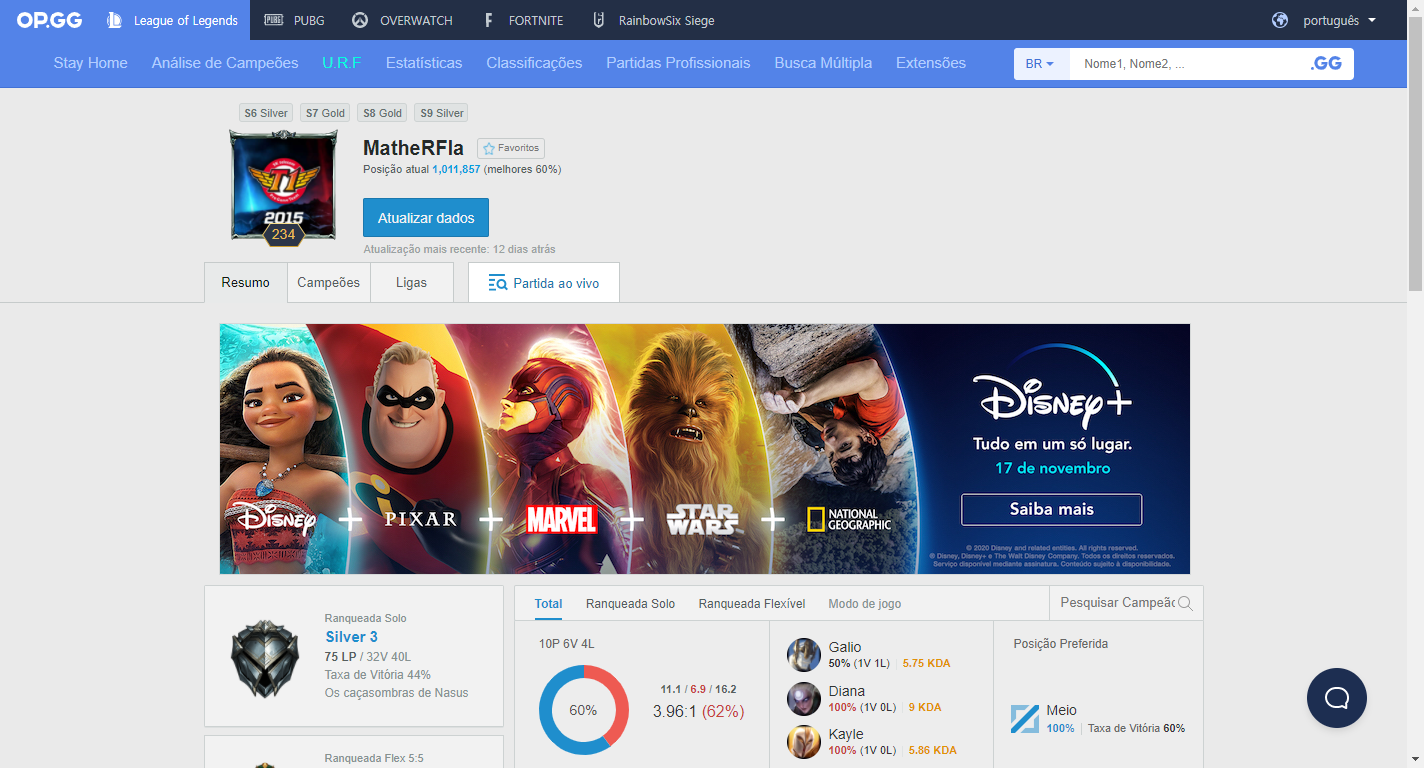 OP.GG League of Legends PUBG OVERWATCH FORTNITE RainbowSix Siege português
Stay Home Análise de Campeões U.R.F Estatísticas Classificações Partidas Profissionais Busca Múltipla Extensões BR Nome1, Nome2, ... .GG
S6 Silver S7 Gold S8 Gold S9 Silver
T1
2015
234
MatheRFla Favoritos
Posição atual 1,011,857 (melhores 60%)
Atualizar dados
Atualização mais recente: 12 dias atrás
Resumo Campeões Ligas Partida ao vivo
Disney + PIXAR + MARVEL + STAR WARS + NATIONAL GEOGRAPHIC
Disney+
Tudo em um só lugar.
17 de novembro
Saiba mais
© 2020 Disney and related entities. All rights reserved.
© Disney, Disney+ e The Walt Disney Company. Todos os direitos reservados.
Serviço disponível mediante assinatura. Conteúdo sujeito à disponibilidade.
Ranqueada Solo
Silver 3
75 LP / 32V 40L
Taxa de Vitória 44%
Os caçasombras de Nasus
Ranqueada Flex 5:5
Total Ranqueada Solo Ranqueada Flexível Modo de jogo Pesquisar Campeão
10P 6V 4L
60%
11.1 / 6.9 / 16.2
3.96:1 (62%)
Galio
50% (1V 1L) 5.75 KDA
Diana
100% (1V 0L) 9 KDA
Kayle
100% (1V 0L) 5.86 KDA
Posição Preferida
Meio
100% Taxa de Vitória 60%